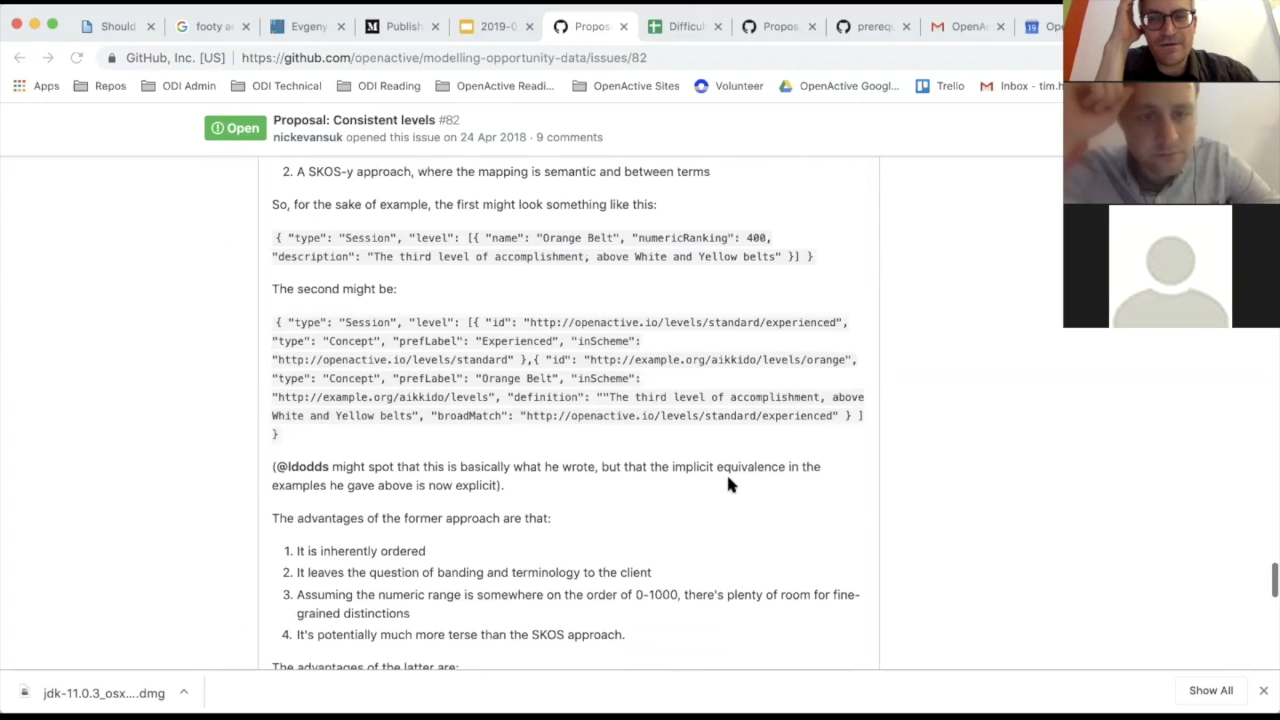 Should
footy a
Evgeny
Publish
2019-0
Propos
Difficul
Propos
prereq
OpenA
Op
GitHub, Inc. [US]
https://github.com/openactive/modelling-opportunity-data/issues/82
Apps
Repos
ODI Admin
ODI Technical
ODI Reading
OpenActive Readi...
OpenActive Sites
Volunteer
OpenActive Googl...
Trello
Inbox - tim.h
Open
Proposal: Consistent levels #82
nickevansuk opened this issue on 24 Apr 2018 · 9 comments
2. A SKOS-y approach, where the mapping is semantic and between terms
So, for the sake of example, the first might look something like this:
{ "type": "Session", "level": [{ "name": "Orange Belt", "numericRanking": 400,
"description": "The third level of accomplishment, above White and Yellow belts" }] }
The second might be:
{ "type": "Session", "level": [{ "id": "http://openactive.io/levels/standard/experienced",
"type": "Concept", "prefLabel": "Experienced", "inScheme":
"http://openactive.io/levels/standard" },{ "id": "http://example.org/aikkido/levels/orange",
"type": "Concept", "prefLabel": "Orange Belt", "inScheme":
"http://example.org/aikkido/levels", "definition": ""The third level of accomplishment, above
White and Yellow belts", "broadMatch": "http://openactive.io/levels/standard/experienced" } ]
}
(@ldodds might spot that this is basically what he wrote, but that the implicit equivalence in the
examples he gave above is now explicit).
The advantages of the former approach are that:
1. It is inherently ordered
2. It leaves the question of banding and terminology to the client
3. Assuming the numeric range is somewhere on the order of 0-1000, there's plenty of room for fine-
grained distinctions
4. It's potentially much more terse than the SKOS approach.
The advantages of the latter are:
jdk-11.0.3_osx....dmg
Show All